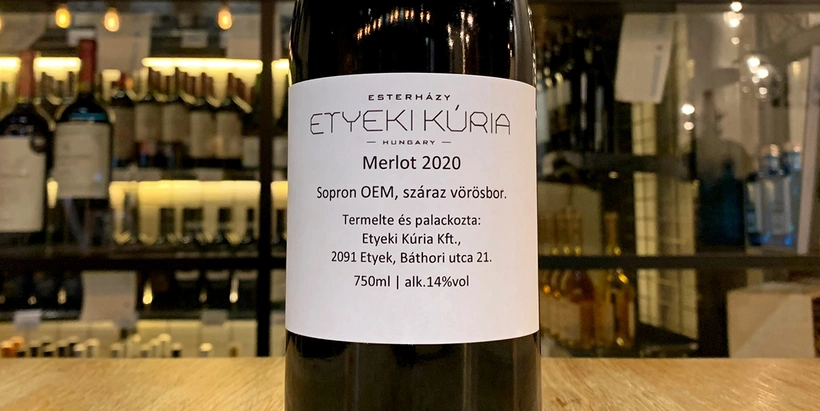 ESTERHÁZY
ETYEKI KÚRIA
— HUNGARY —
Merlot 2020
Sopron OEM, száraz vörösbor.
Termelte és palackozta:
Etyeki Kúria Kft.,
2091 Etyek, Báthori utca 21.
750ml | alk.14%vol